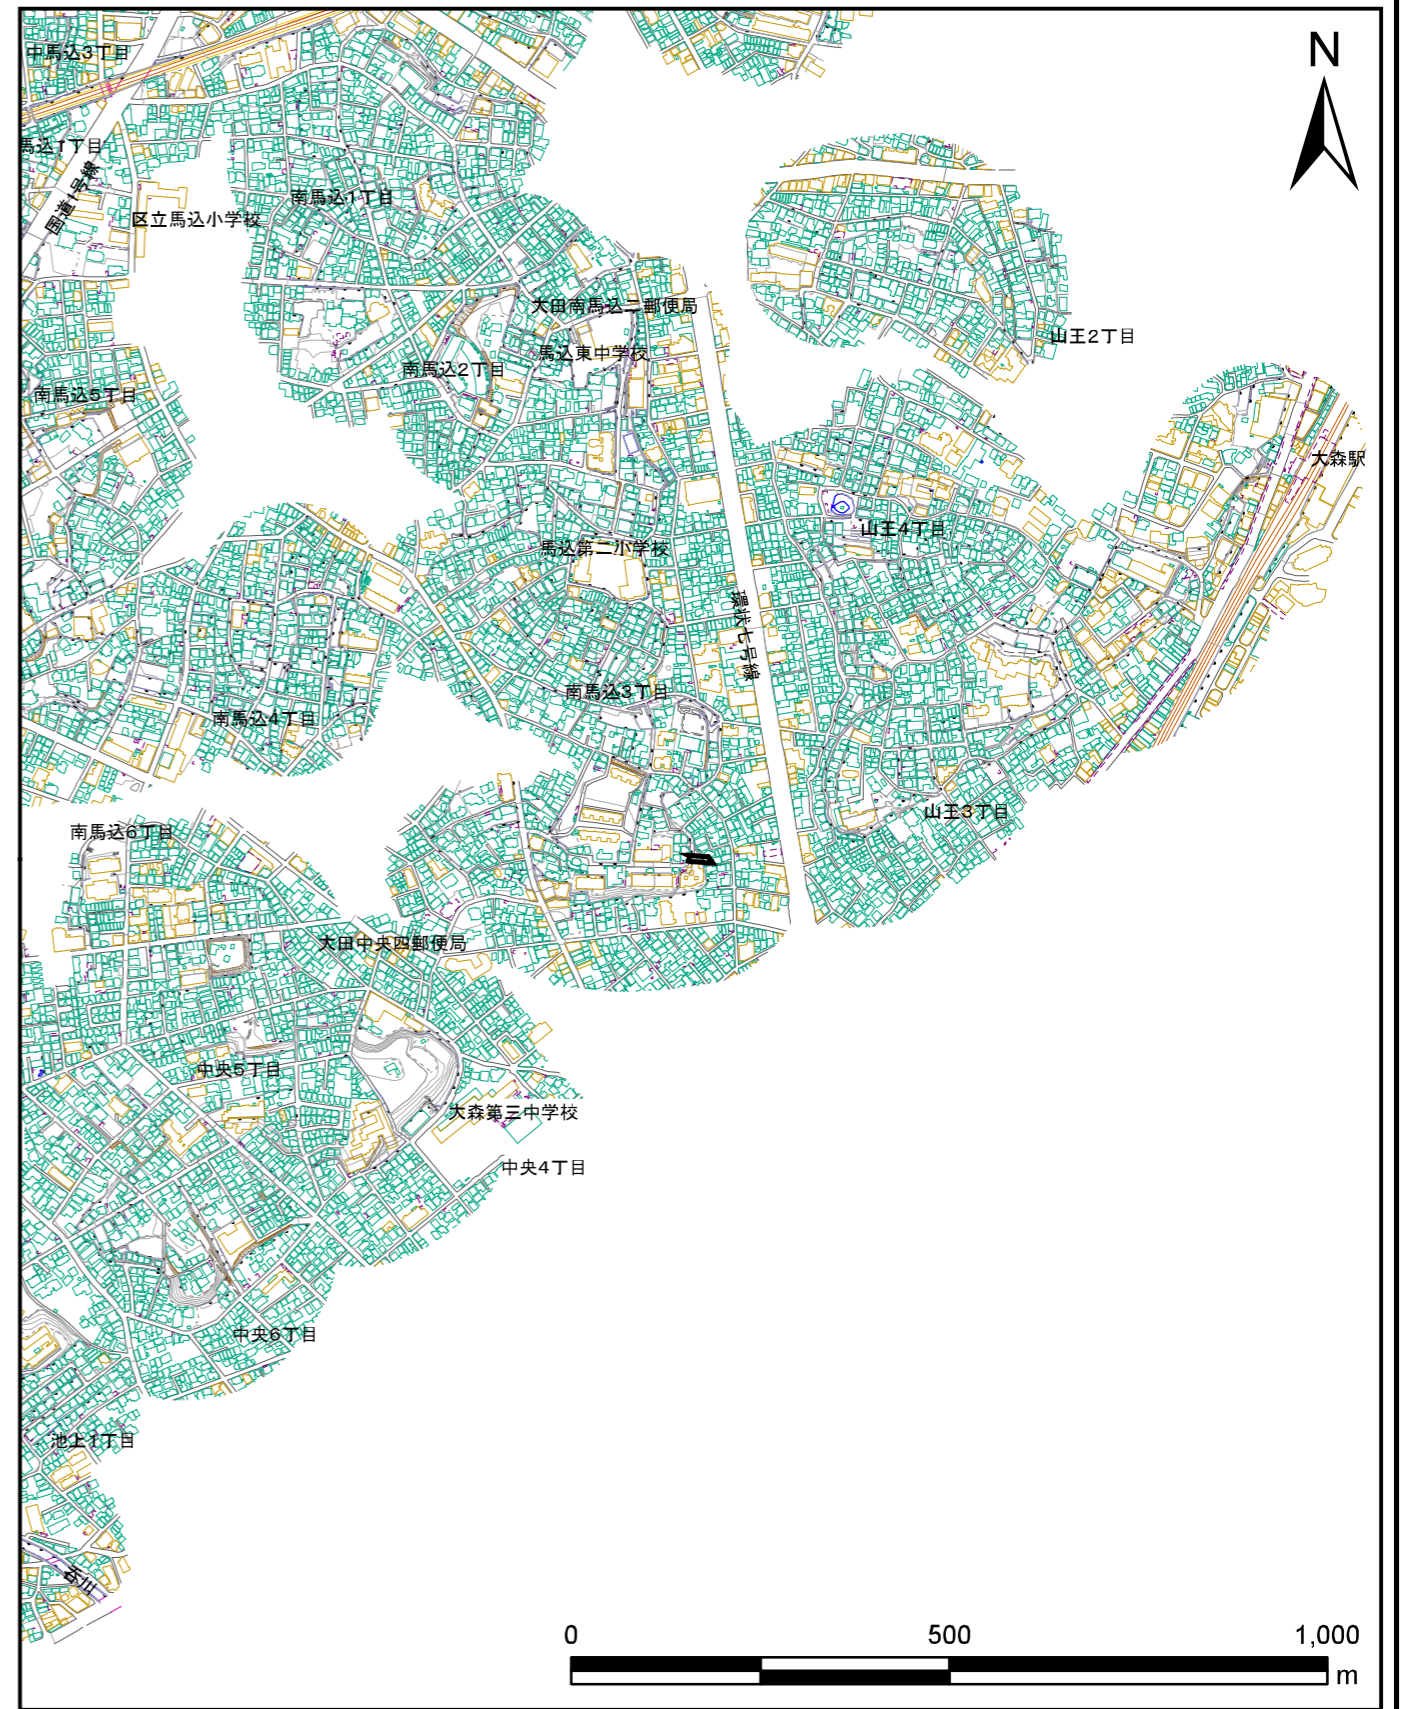 N
中馬込3丁目
馬込1丁目
国道1号線
南馬込1丁目
区立馬込小学校
大田南馬込二郵便局
山王2丁目
馬込東中学校
南馬込2丁目
南馬込5丁目
大森駅
山王4丁目
馬込第二小学校
環状七号線
南馬込3丁目
南馬込4丁目
山王3丁目
南馬込6丁目
大田中央四郵便局
中央5丁目
大森第三中学校
中央4丁目
中央6丁目
池上1丁目
呑川
0 500 1,000
m